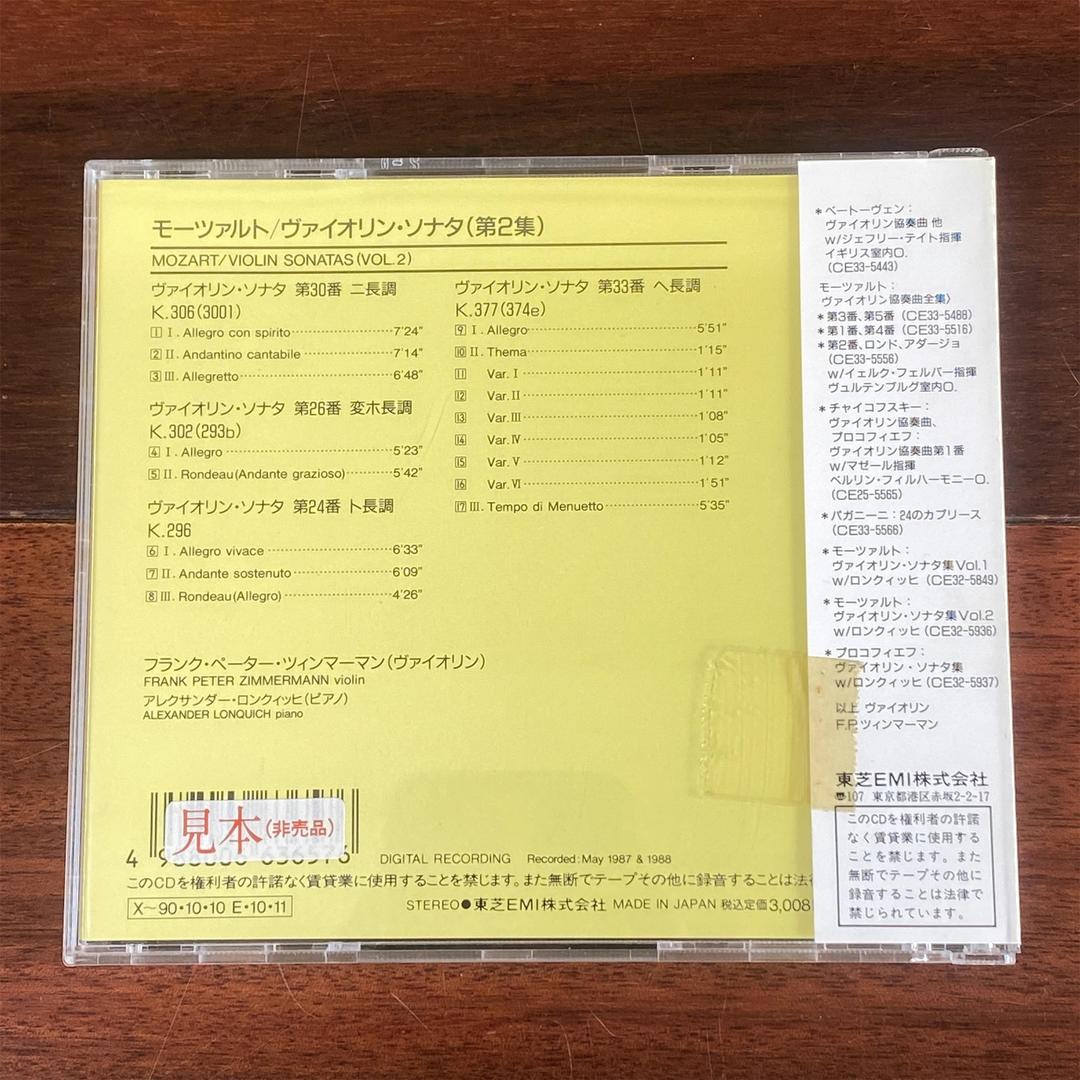 モーツァルト/ヴァイオリン・ソナタ(第2集)
MOZART/VIOLIN SONATAS(VOL.2)
ヴァイオリン・ソナタ 第30番 ニ長調
K.306(300l)
1 I. Allegro con spirito 7'24"
2 II. Andantino cantabile 7'14"
3 III. Allegretto 6'48"
ヴァイオリン・ソナタ 第26番 変ホ長調
K.302(293b)
4 I. Allegro 5'23"
5 II. Rondeau(Andante grazioso) 5'42"
ヴァイオリン・ソナタ 第24番 ト長調
K.296
6 I. Allegro vivace 6'33"
7 II. Andante sostenuto 6'09"
8 III. Rondeau(Allegro) 4'26"
ヴァイオリン・ソナタ 第33番 ヘ長調
K.377(374e)
9 I. Allegro 5'51"
10 II. Thema 1'15"
11 Var. I 1'11"
12 Var. II 1'11"
13 Var. III 1'08"
14 Var. IV 1'05"
15 Var. V 1'12"
16 Var. VI 1'51"
17 III. Tempo di Menuetto 5'35"
フランク・ペーター・ツィンマーマン(ヴァイオリン)
FRANK PETER ZIMMERMANN violin
アレクサンダー・ロンクィッヒ(ピアノ)
ALEXANDER LONQUICH piano
見本(非売品)
DIGITAL RECORDING Recorded: May 1987 & 1988
このCDを権利者の許諾なく賃貸業に使用することを禁じます。また無断でテープその他に録音することは法律
X〜90・10・10 E・10・11
STEREO●東芝EMI株式会社 MADE IN JAPAN 税込定価3,008
*ベートーヴェン:
ヴァイオリン協奏曲 他
w/ジェフリー・テイト指揮
イギリス室内O.
(CE33-5443)
モーツァルト:
ヴァイオリン協奏曲全集〉
*第3番、第5番 (CE33-5488)
*第1番、第4番 (CE33-5516)
*第2番、ロンド、アダージョ
(CE33-5556)
w/イェルク・フェルバー指揮
ヴュルテンブルグ室内O.
*チャイコフスキー:
ヴァイオリン協奏曲、
プロコフィエフ:
ヴァイオリン協奏曲第1番
w/マゼール指揮
ベルリン・フィルハーモニーO.
(CE25-5565)
*パガニーニ:24のカプリース
(CE33-5566)
*モーツァルト:
ヴァイオリン・ソナタ集Vol.1
w/ロンクィッヒ (CE32-5849)
*モーツァルト:
ヴァイオリン・ソナタ集Vol.2
w/ロンクィッヒ (CE32-5936)
*プロコフィエフ:
ヴァイオリン・ソナタ集
w/ロンクィッヒ (CE32-5937)
以上 ヴァイオリン
F.P.ツィンマーマン
東芝EMI株式会社
〠107 東京都港区赤坂2-2-17
このCDを権利者の許諾
なく賃貸業に使用する
ことを禁じます。また
無断でテープその他に
録音することは法律で
禁じられています。